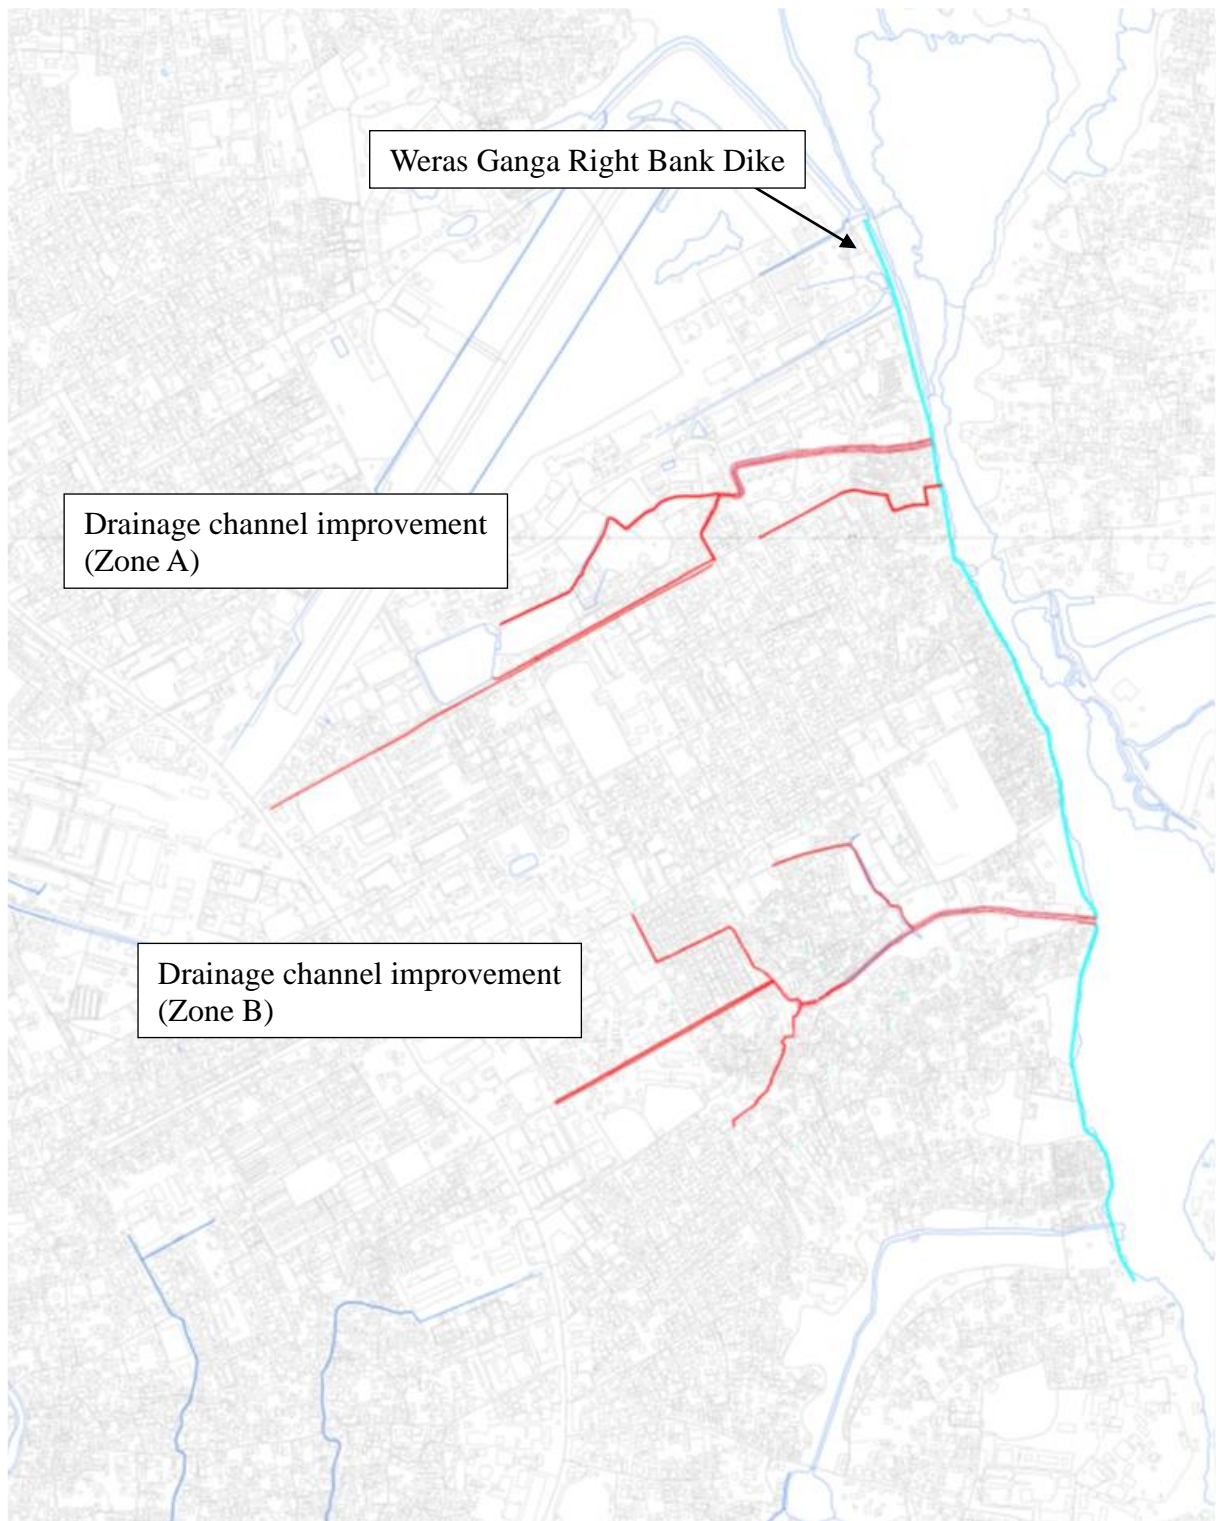 Weras Ganga Right Bank Dike
Drainage channel improvement
(Zone A)
Drainage channel improvement
(Zone B)